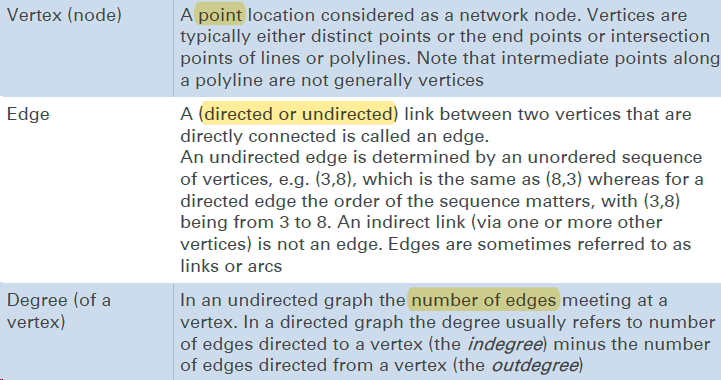 Vertex (node)
A point location considered as a network node. Vertices are
typically either distinct points or the end points or intersection
points of lines or polylines. Note that intermediate points along
a polyline are not generally vertices
Edge
A (directed or undirected) link between two vertices that are
directly connected is called an edge.
An undirected edge is determined by an unordered sequence
of vertices, e.g. (3,8), which is the same as (8,3) whereas for a
directed edge the order of the sequence matters, with (3,8)
being from 3 to 8. An indirect link (via one or more other
vertices) is not an edge. Edges are sometimes referred to as
links or arcs
Degree (of a
vertex)
In an undirected graph the number of edges meeting at a
vertex. In a directed graph the degree usually refers to number
of edges directed to a vertex (the indegree) minus the number
of edges directed from a vertex (the outdegree)